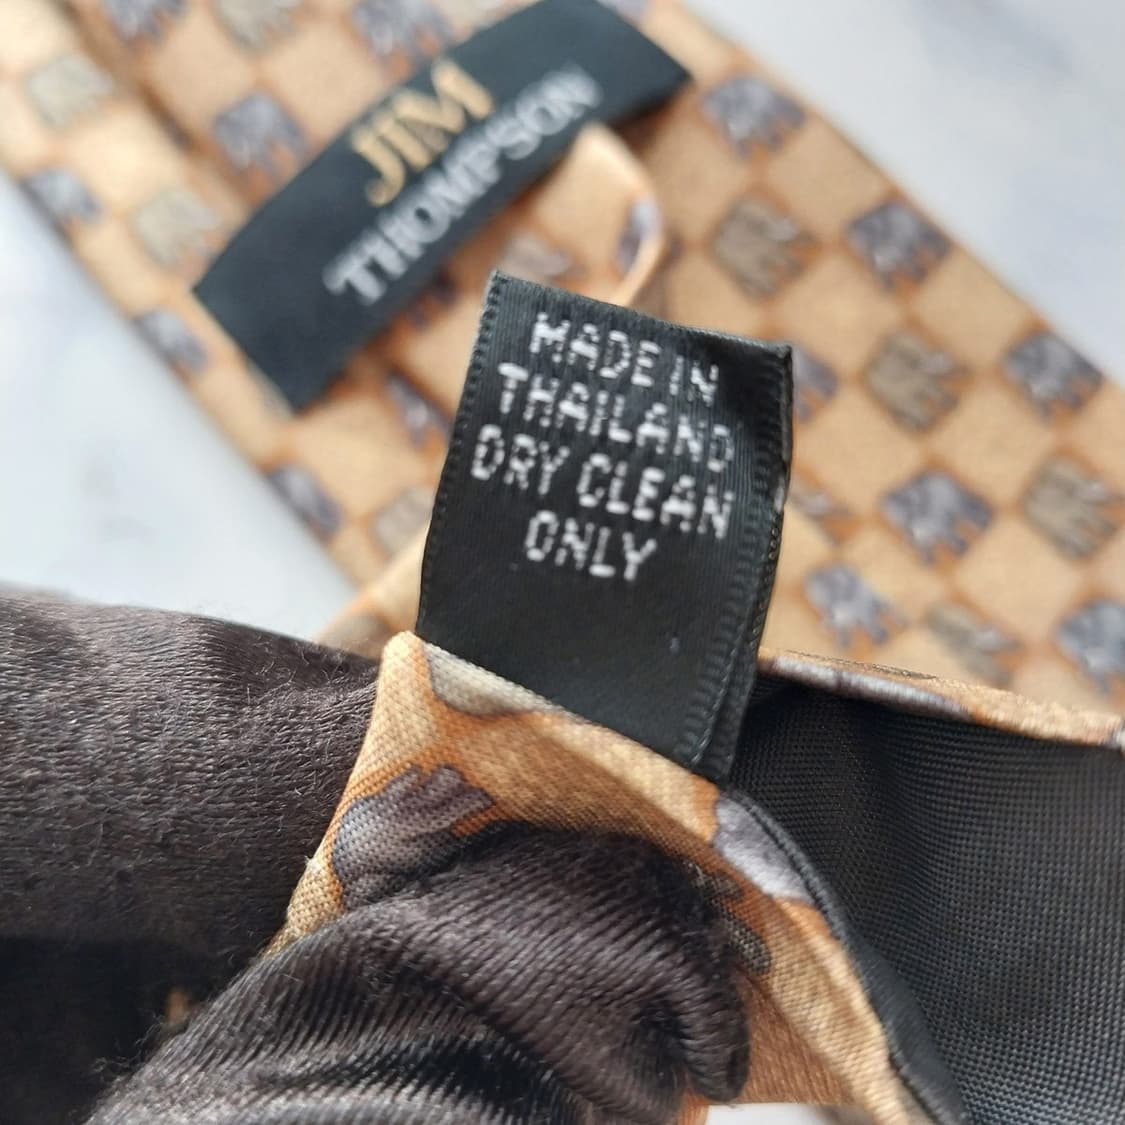 JIM
THOMPSON
MADE IN
THAILAND
DRY CLEAN
ONLY